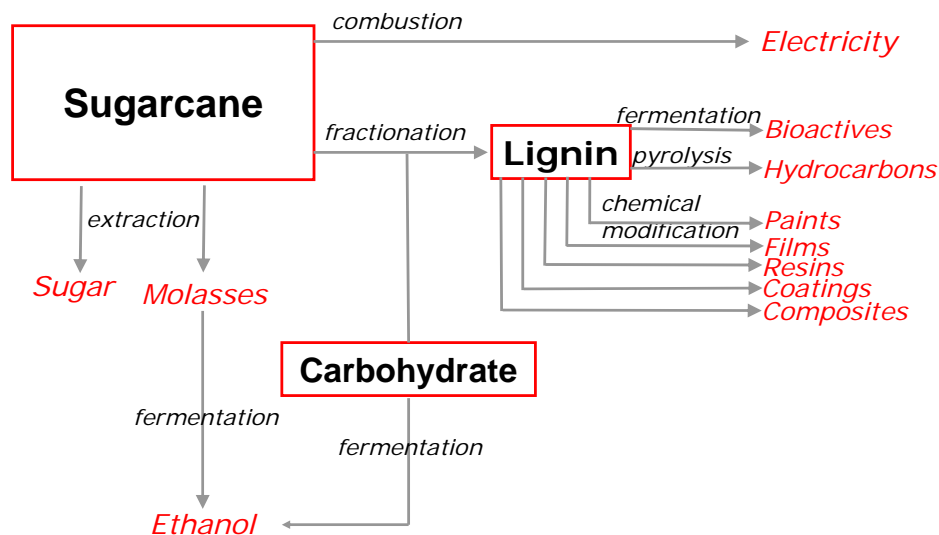 combustion
Electricity
Sugarcane
fractionation
Lignin
fermentation
Bioactives
pyrolysis
Hydrocarbons
chemical
modification
Paints
Films
Resins
Coatings
Composites
extraction
Sugar
Molasses
Carbohydrate
fermentation
fermentation
Ethanol